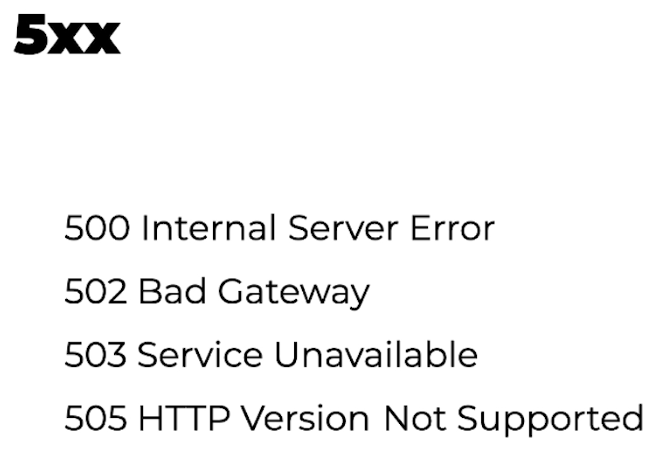 5xx
500 Internal Server Error
502 Bad Gateway
503 Service Unavailable
505 HTTP Version Not Supported